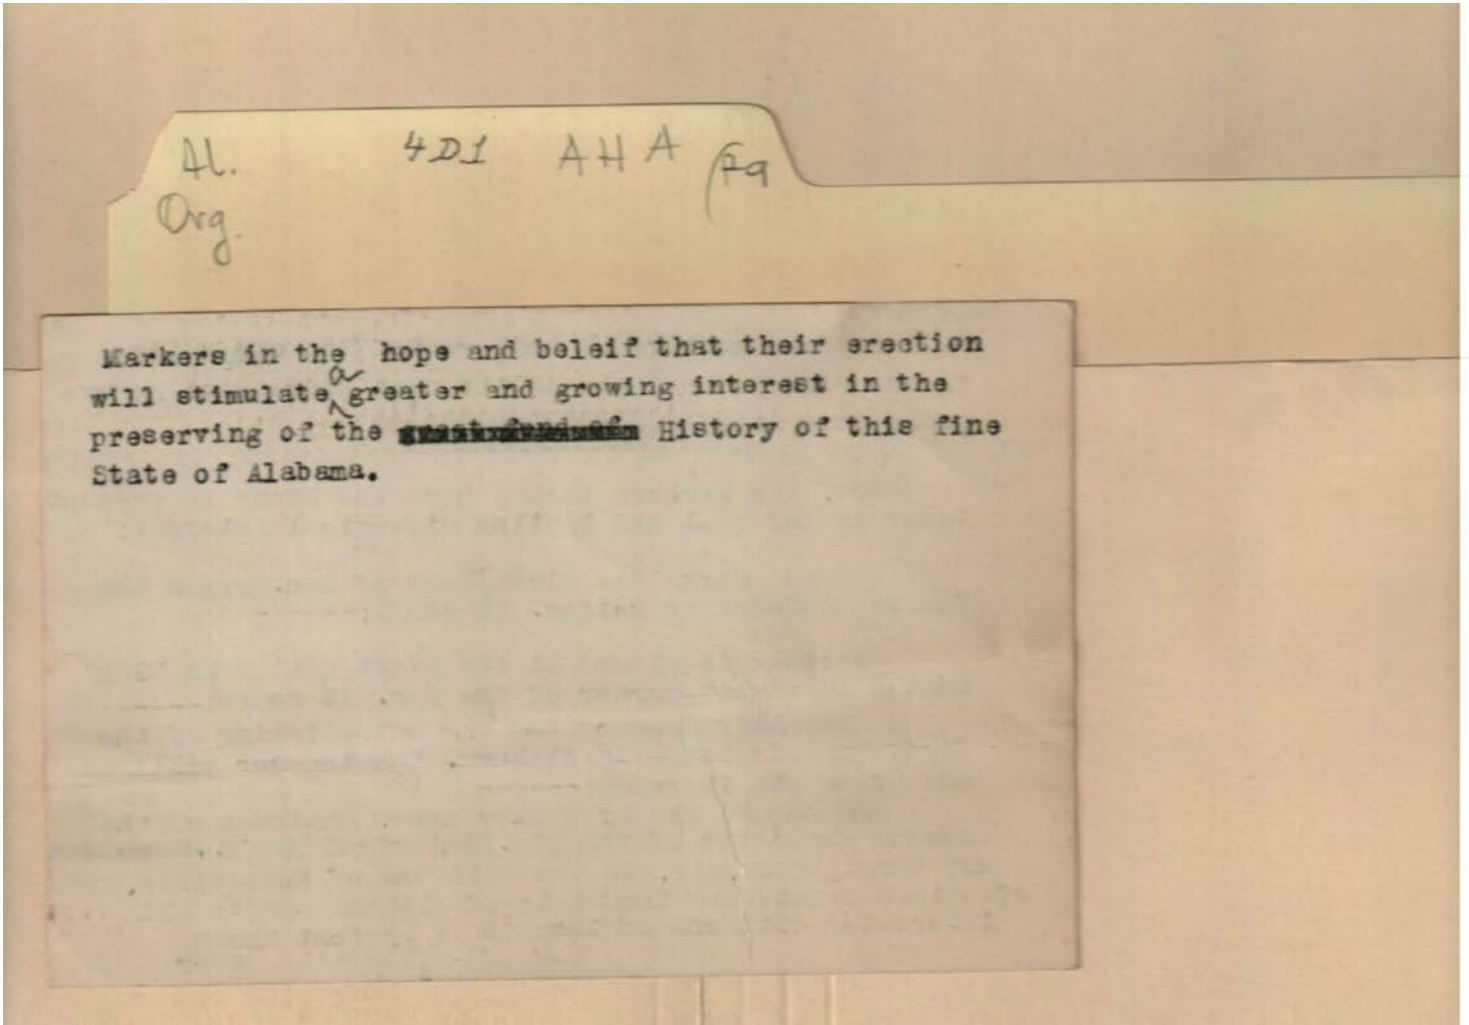 Al. 4D1 AHA
Org.
Markers in the hope and beleif that their erection
will stimulate a greater and growing interest in the
preserving of the History of this fine
State of Alabama.